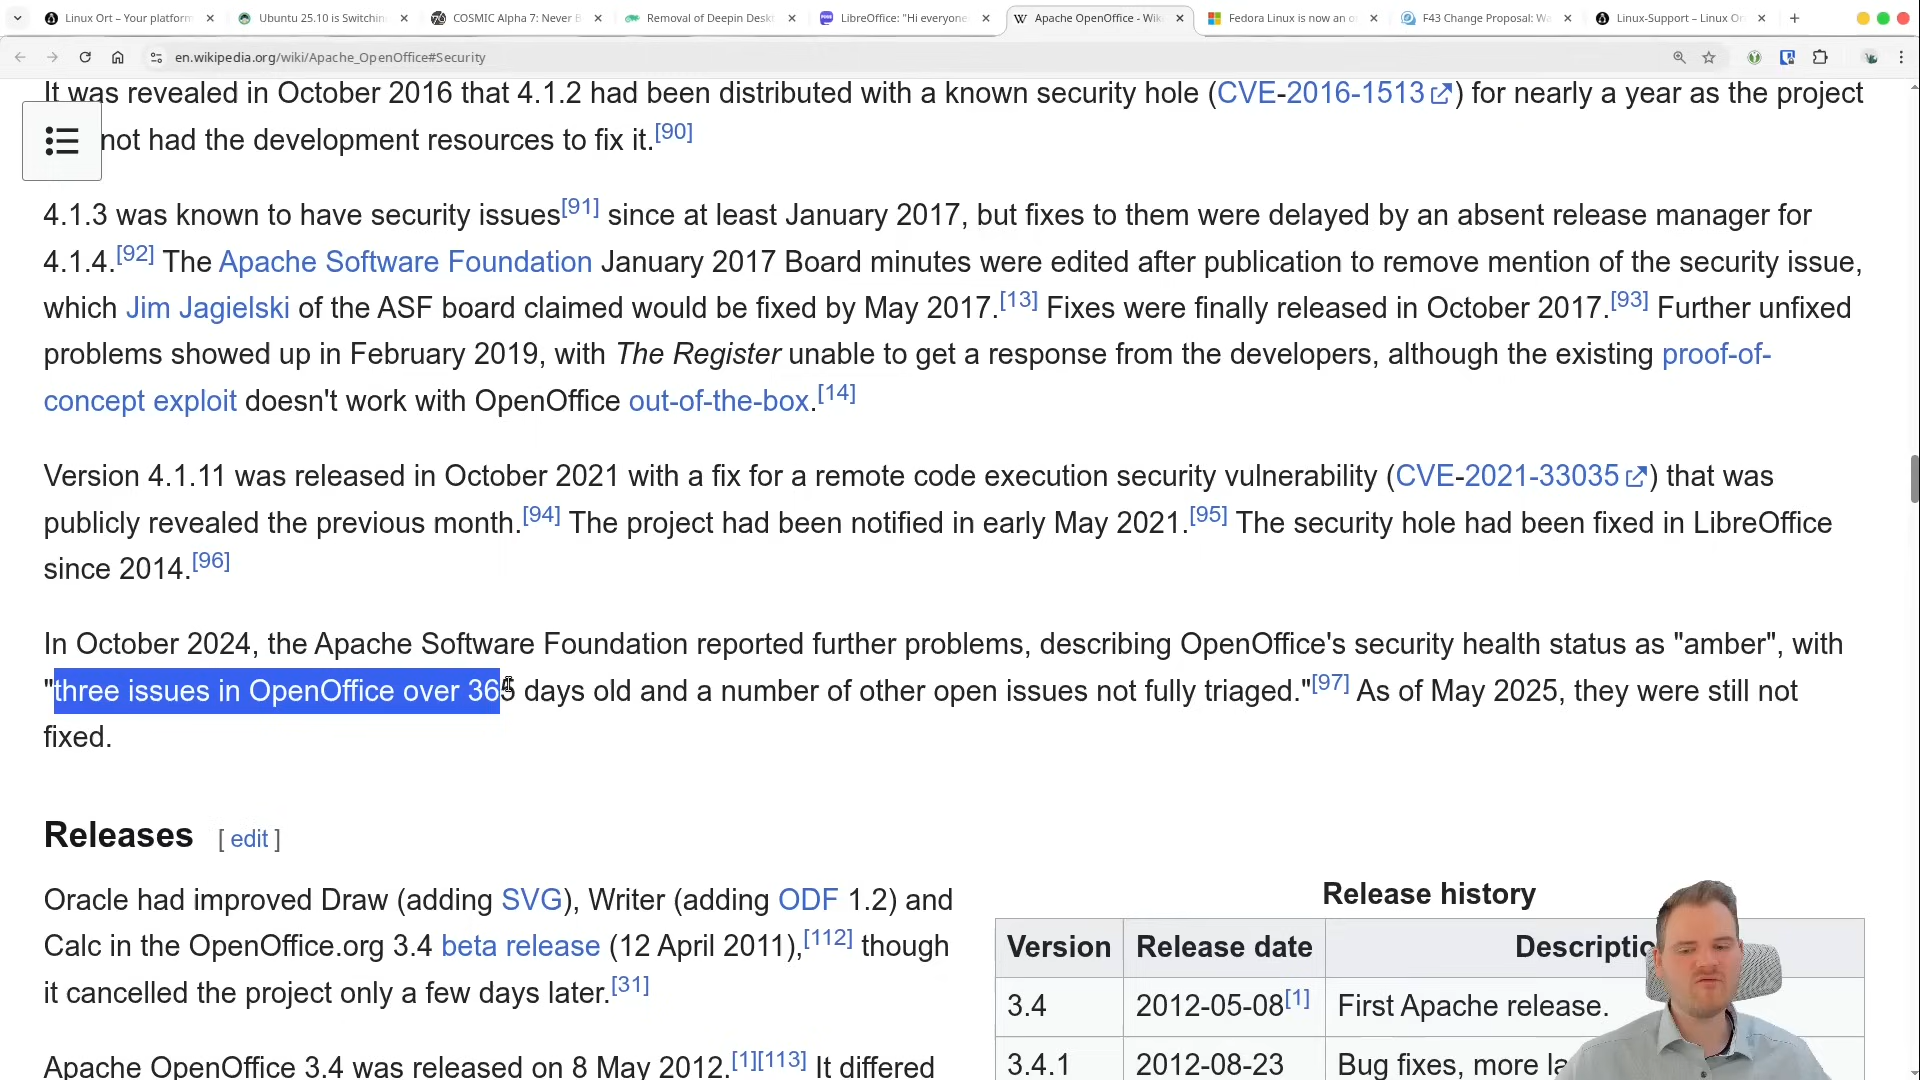 Linux Ort – Your platform
Ubuntu 25.10 is Switchin
COSMIC Alpha 7: Never B
Removal of Deepin Deskt
LibreOffice: "Hi everyone
Apache OpenOffice - Wiki
Fedora Linux is now an o
F43 Change Proposal: Wa
Linux-Support – Linux Or
en.wikipedia.org/wiki/Apache_OpenOffice#Security
It was revealed in October 2016 that 4.1.2 had been distributed with a known security hole (CVE-2016-1513) for nearly a year as the project
not had the development resources to fix it.[90]
4.1.3 was known to have security issues[91] since at least January 2017, but fixes to them were delayed by an absent release manager for
4.1.4.[92] The Apache Software Foundation January 2017 Board minutes were edited after publication to remove mention of the security issue,
which Jim Jagielski of the ASF board claimed would be fixed by May 2017.[13] Fixes were finally released in October 2017.[93] Further unfixed
problems showed up in February 2019, with The Register unable to get a response from the developers, although the existing proof-of-
concept exploit doesn't work with OpenOffice out-of-the-box.[14]
Version 4.1.11 was released in October 2021 with a fix for a remote code execution security vulnerability (CVE-2021-33035) that was
publicly revealed the previous month.[94] The project had been notified in early May 2021.[95] The security hole had been fixed in LibreOffice
since 2014.[96]
In October 2024, the Apache Software Foundation reported further problems, describing OpenOffice's security health status as "amber", with
"three issues in OpenOffice over 365 days old and a number of other open issues not fully triaged."[97] As of May 2025, they were still not
fixed.
Releases [ edit ]
Oracle had improved Draw (adding SVG), Writer (adding ODF 1.2) and
Calc in the OpenOffice.org 3.4 beta release (12 April 2011),[112] though
it cancelled the project only a few days later.[31]
Apache OpenOffice 3.4 was released on 8 May 2012.[1][113] It differed
Release history
Version Release date Descriptio
3.4 2012-05-08[1] First Apache release.
3.4.1 2012-08-23 Bug fixes, more la